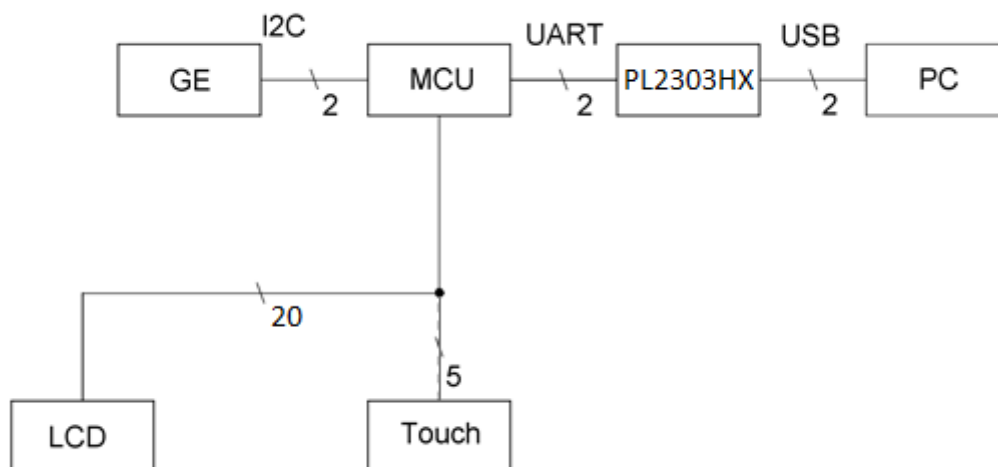 I2C
UART
USB
GE
MCU
PL2303HX
PC
2
2
2
20
5
LCD
Touch